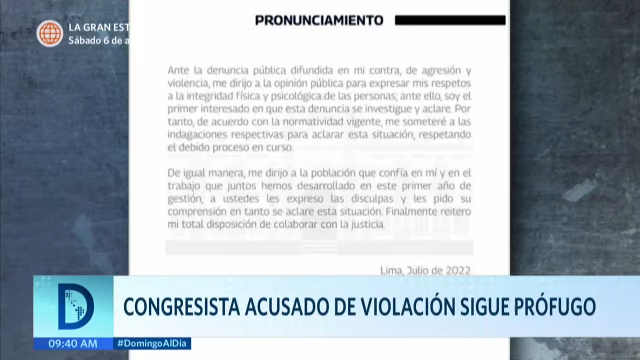 LA GRAN EST
Sábado 6 de a
PRONUNCIAMIENTO
Ante la denuncia pública difundida en mi contra, de agresión y
violencia, me dirijo a la opinión pública para expresar mis respetos
a la integridad física y psicológica de las personas; ante ello, soy el
primer interesado en que esta denuncia se investigue y aclare. Por
tanto, de acuerdo con la normatividad vigente, me someteré a las
indagaciones respectivas para aclarar esta situación, respetando
el debido proceso en curso.
De igual manera, me dirijo a la población que confía en mí y en el
trabajo que juntos hemos desarrollado en este primer año de
gestión, a ustedes les expreso las disculpas y les pido su
comprensión en tanto se aclare esta situación. Finalmente reitero
mi total disposición de colaborar con la justicia.
Lima, Julio de 2022
D
CONGRESISTA ACUSADO DE VIOLACIÓN SIGUE PRÓFUGO
09:40 AM
#DomingoAlDia